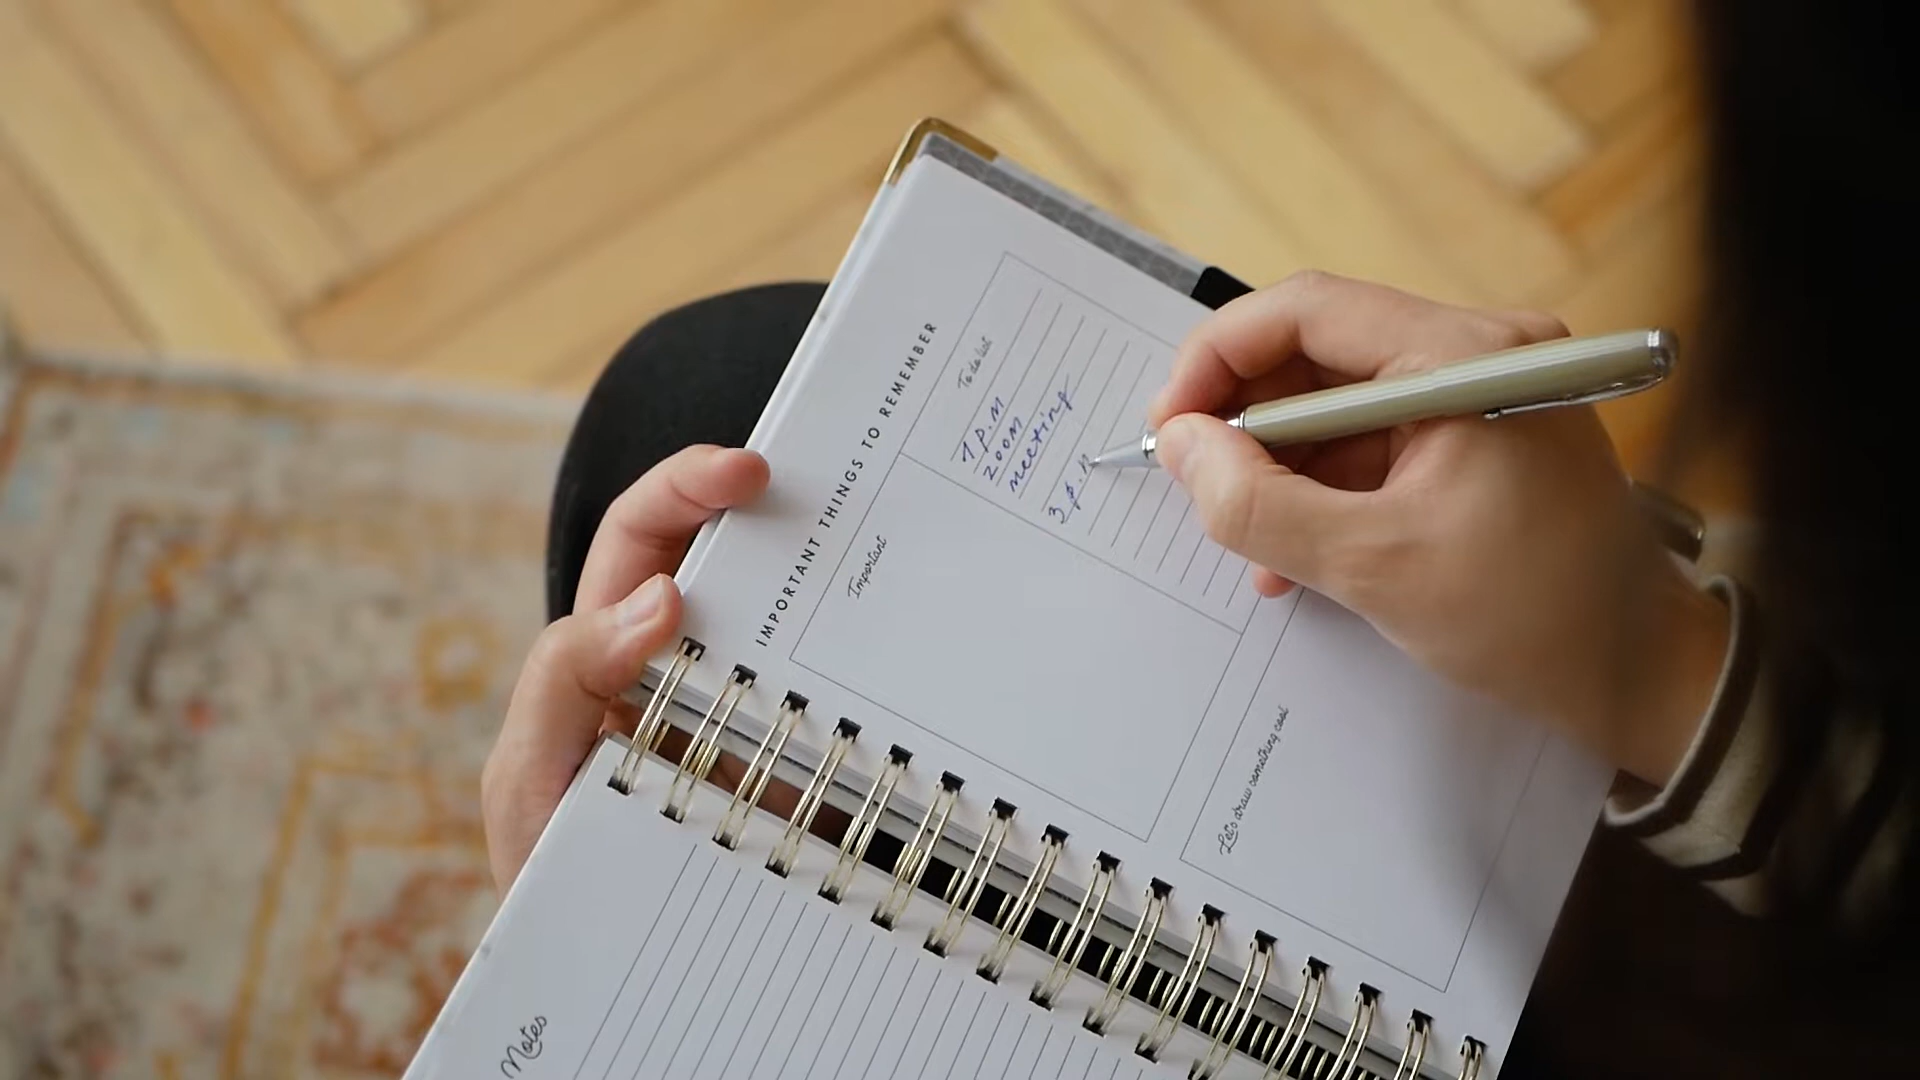 IMPORTANT THINGS TO REMEMBER
To do list
1 P.M
ZOOM
meeting
3 p.m
Important
Let's draw something cool
Notes